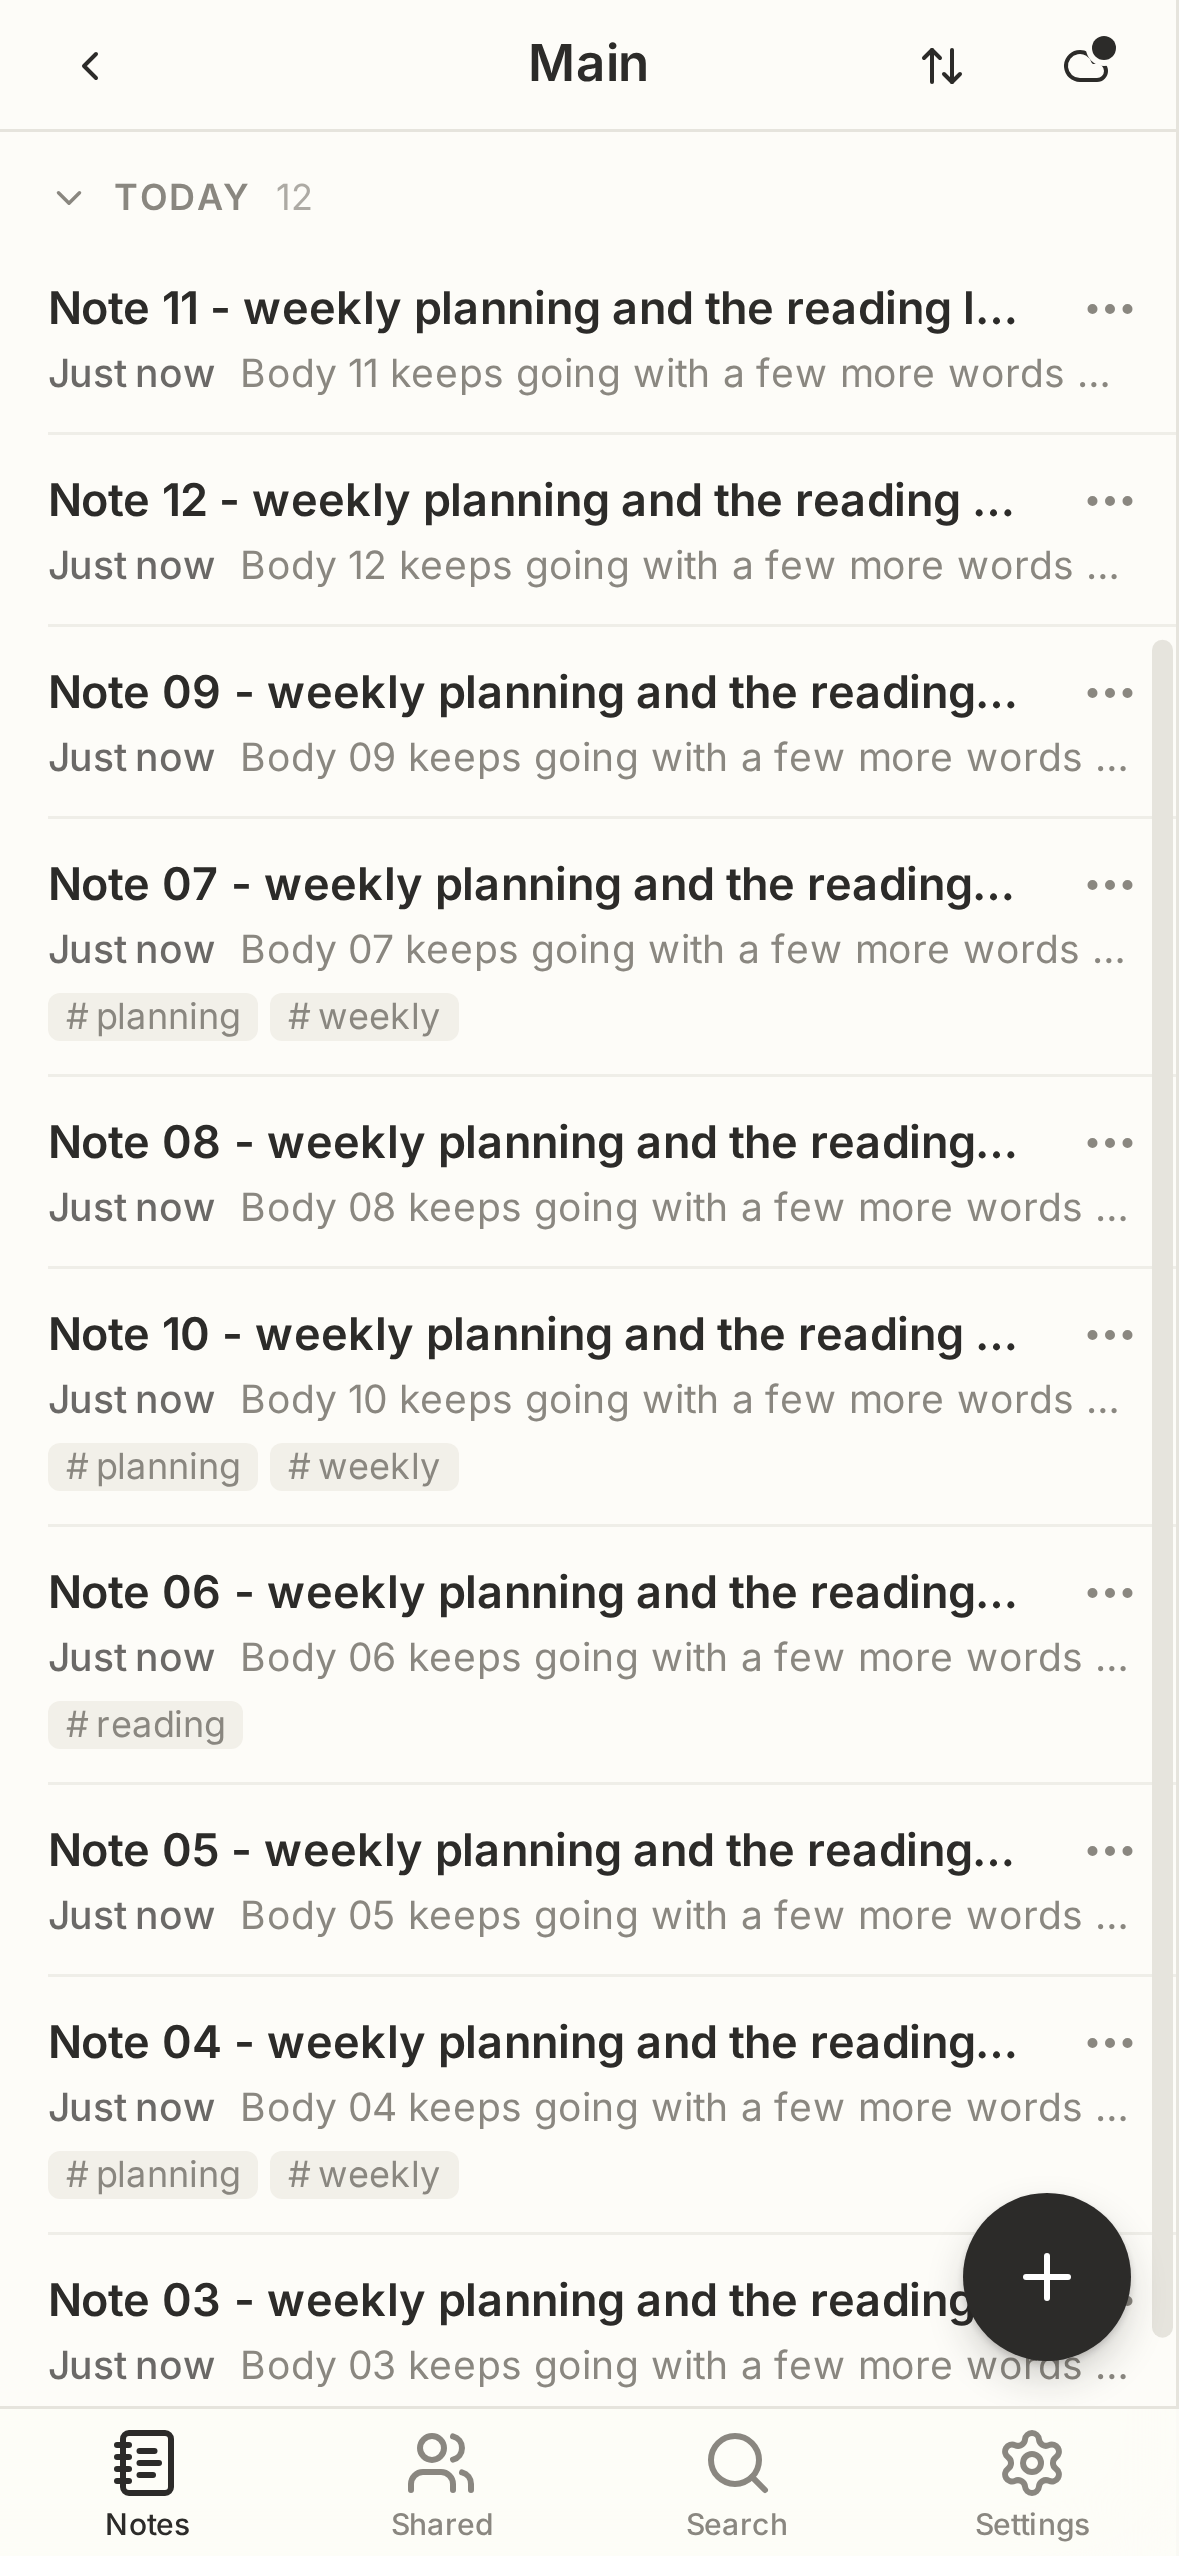 Main
TODAY 12
Note 11 - weekly planning and the reading l...
Just now Body 11 keeps going with a few more words ...
Note 12 - weekly planning and the reading ...
Just now Body 12 keeps going with a few more words ...
Note 09 - weekly planning and the reading...
Just now Body 09 keeps going with a few more words ...
Note 07 - weekly planning and the reading...
Just now Body 07 keeps going with a few more words ...
# planning # weekly
Note 08 - weekly planning and the reading...
Just now Body 08 keeps going with a few more words ...
Note 10 - weekly planning and the reading ...
Just now Body 10 keeps going with a few more words ...
# planning # weekly
Note 06 - weekly planning and the reading...
Just now Body 06 keeps going with a few more words ...
# reading
Note 05 - weekly planning and the reading...
Just now Body 05 keeps going with a few more words ...
Note 04 - weekly planning and the reading...
Just now Body 04 keeps going with a few more words ...
# planning # weekly
Note 03 - weekly planning and the reading
Just now Body 03 keeps going with a few more words ...
Notes Shared Search Settings